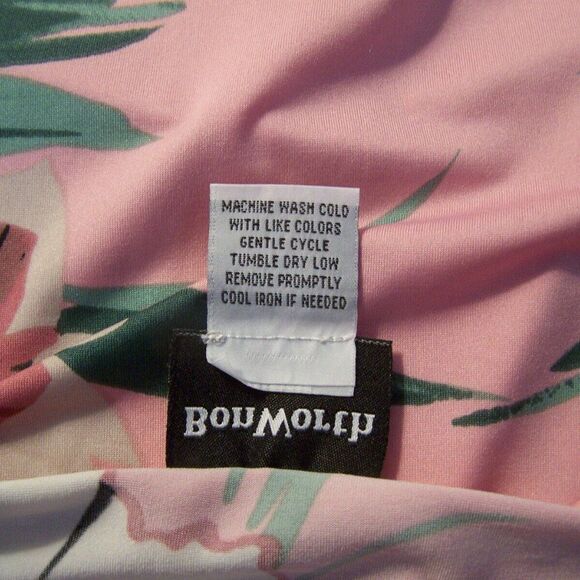 MACHINE WASH COLD
WITH LIKE COLORS
GENTLE CYCLE
TUMBLE DRY LOW
REMOVE PROMPTLY
COOL IRON IF NEEDED
BonWorth